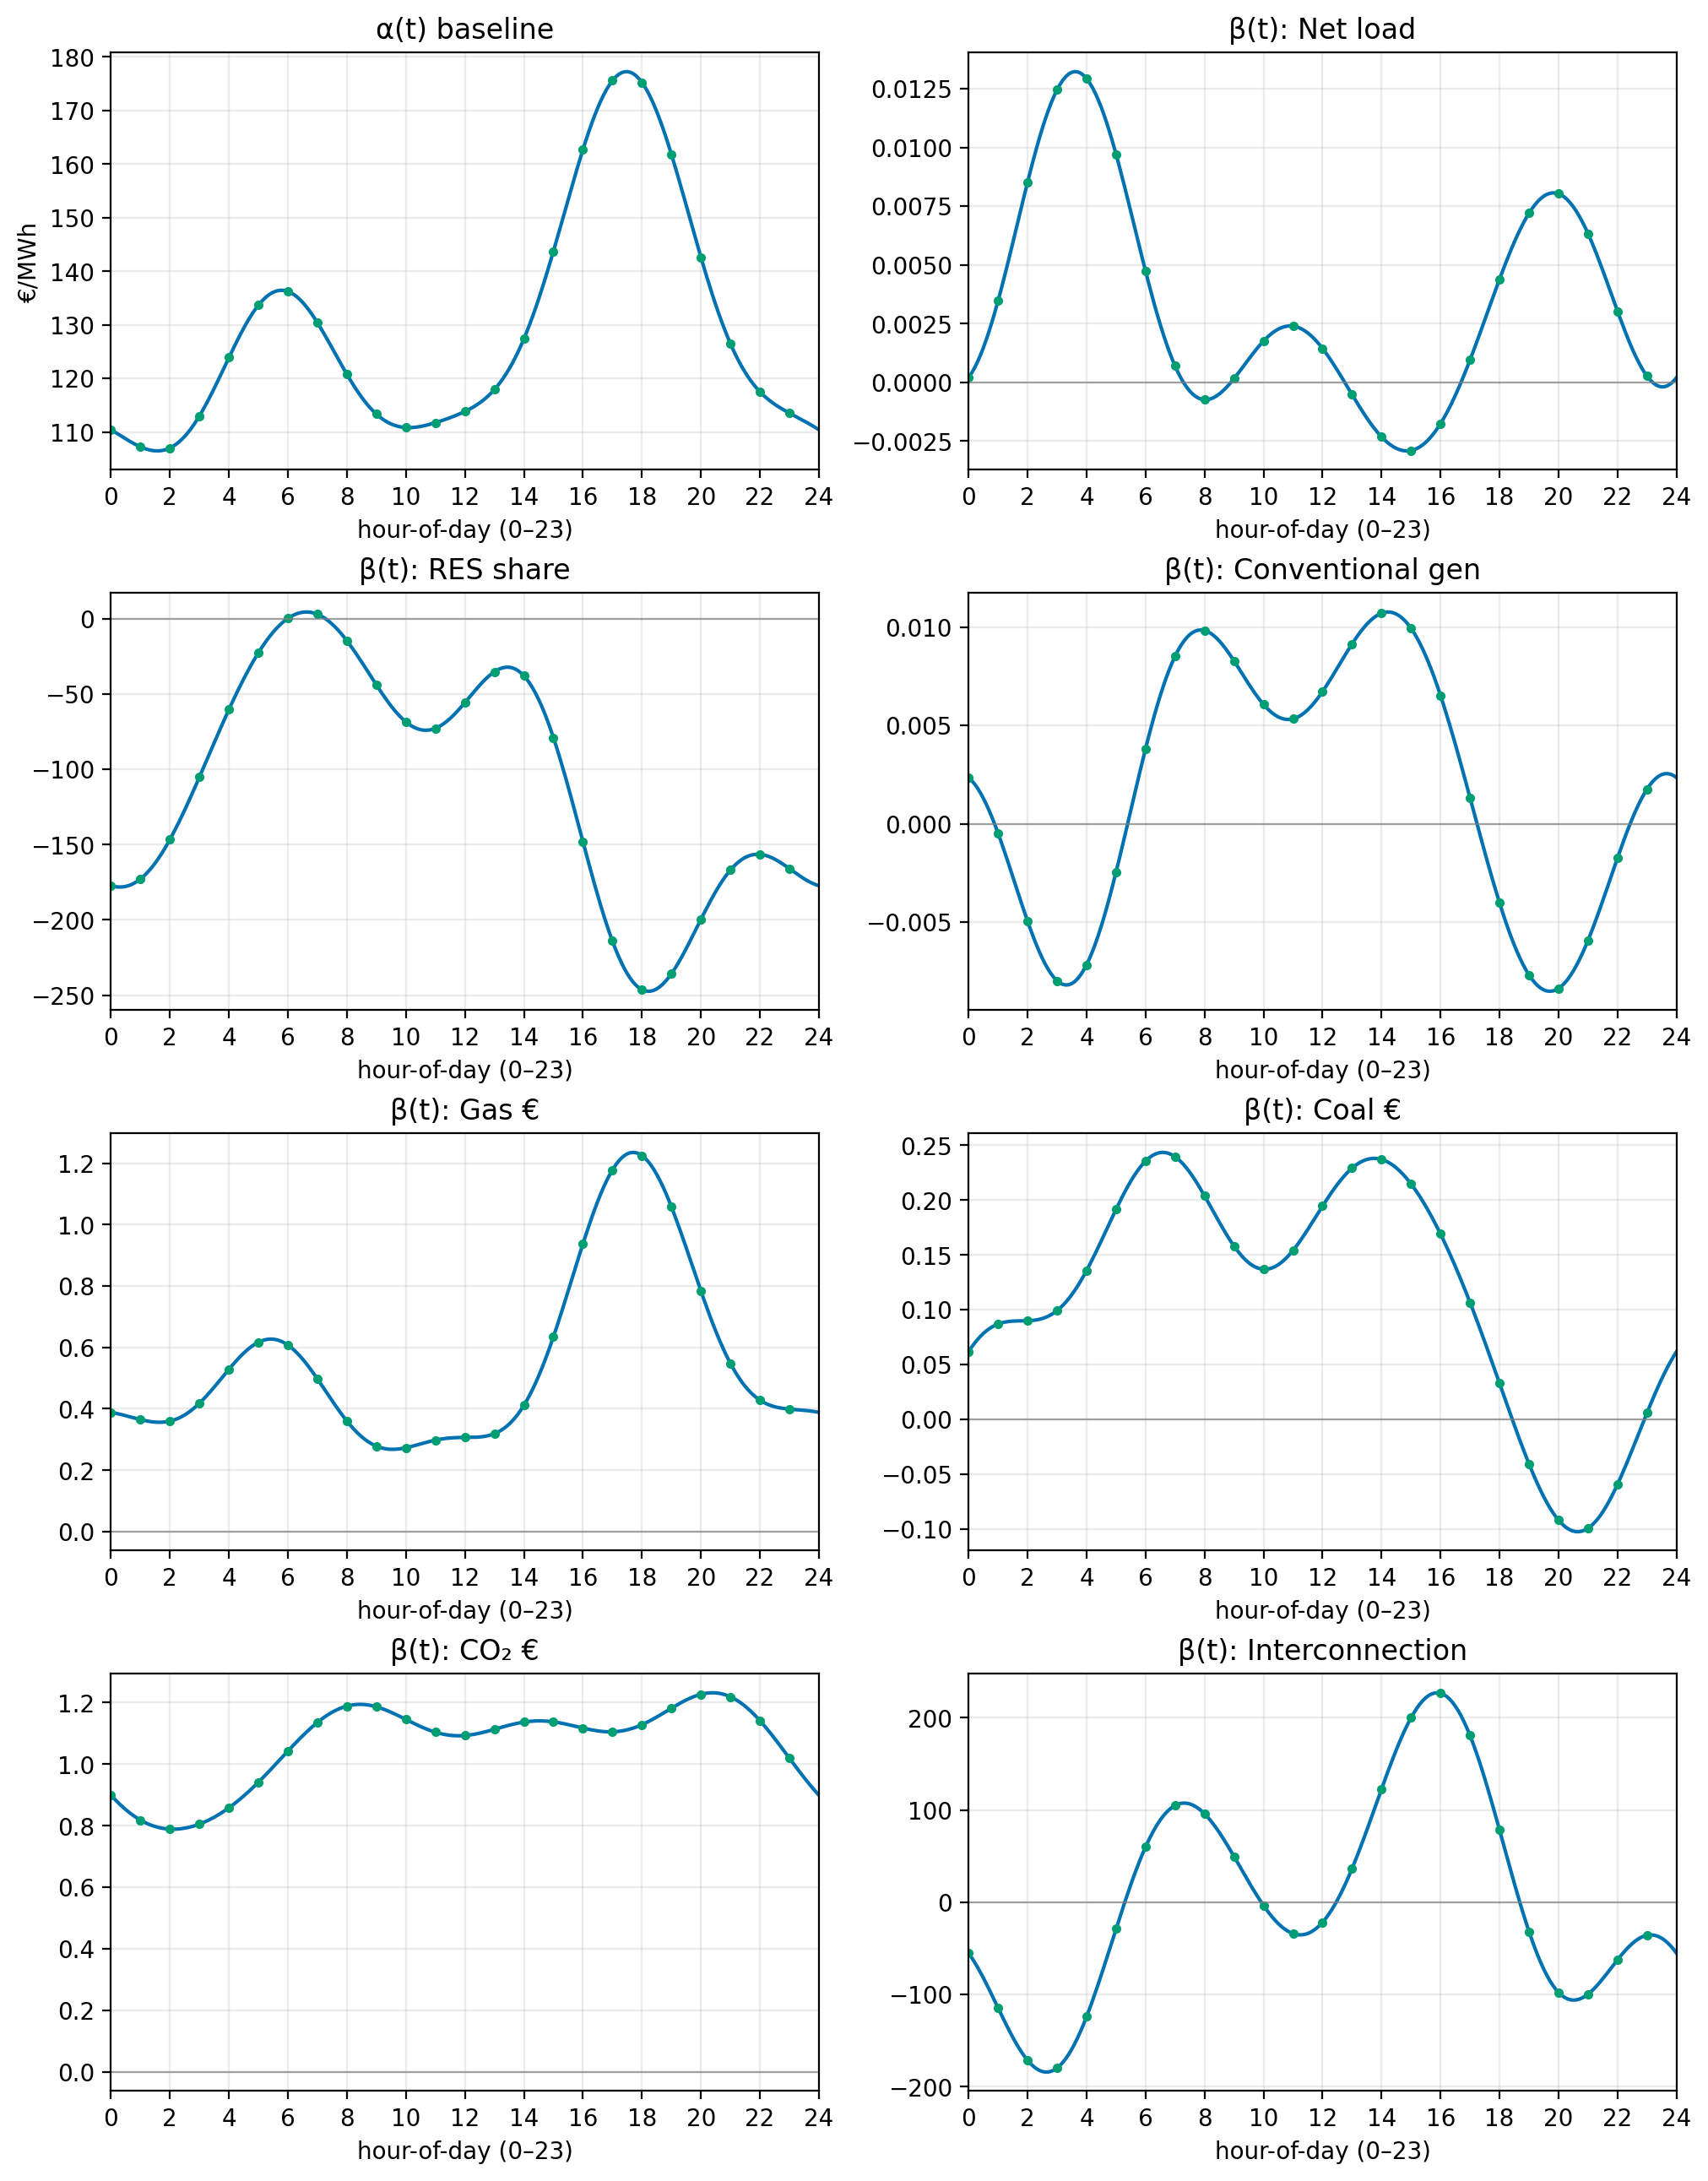 α(t) baseline
€/MWh
180
170
160
150
140
130
120
110
0 2 4 6 8 10 12 14 16 18 20 22 24
hour-of-day (0–23)
β(t): Net load
0.0125
0.0100
0.0075
0.0050
0.0025
0.0000
−0.0025
0 2 4 6 8 10 12 14 16 18 20 22 24
hour-of-day (0–23)
β(t): RES share
0
−50
−100
−150
−200
−250
0 2 4 6 8 10 12 14 16 18 20 22 24
hour-of-day (0–23)
β(t): Conventional gen
0.010
0.005
0.000
−0.005
0 2 4 6 8 10 12 14 16 18 20 22 24
hour-of-day (0–23)
β(t): Gas €
1.2
1.0
0.8
0.6
0.4
0.2
0.0
0 2 4 6 8 10 12 14 16 18 20 22 24
hour-of-day (0–23)
β(t): Coal €
0.25
0.20
0.15
0.10
0.05
0.00
−0.05
−0.10
0 2 4 6 8 10 12 14 16 18 20 22 24
hour-of-day (0–23)
β(t): CO₂ €
1.2
1.0
0.8
0.6
0.4
0.2
0.0
0 2 4 6 8 10 12 14 16 18 20 22 24
hour-of-day (0–23)
β(t): Interconnection
200
100
0
−100
−200
0 2 4 6 8 10 12 14 16 18 20 22 24
hour-of-day (0–23)